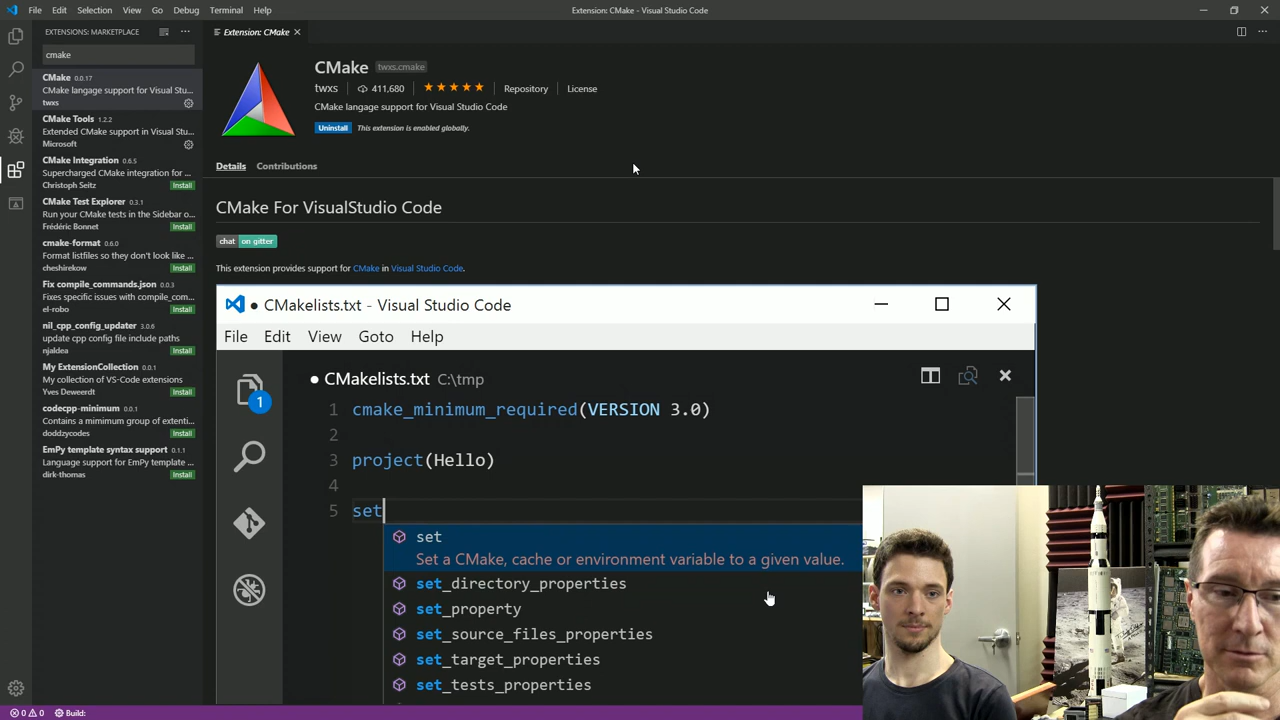 File Edit Selection View Go Debug Terminal Help
Extension: CMake - Visual Studio Code
EXTENSIONS: MARKETPLACE
cmake
CMake 0.0.17
CMake langage support for Visual Stu...
twxs
CMake Tools 1.2.2
Extended CMake support in Visual Stu...
Microsoft
CMake Integration 0.6.5
Supercharged CMake integration for ...
Christoph Seitz Install
CMake Test Explorer 0.3.1
Run your CMake tests in the Sidebar o...
Frédéric Bonnet Install
cmake-format 0.6.0
Format listfiles so they don't look like ...
cheshirekow Install
Fix compile_commands.json 0.0.3
Fixes specific issues with compile_com...
el-robo Install
nil_cpp_config_updater 3.0.6
update cpp config file include paths
njaldea Install
My ExtensionCollection 0.0.1
My collection of VS-Code extensions
Yves Deweerdt Install
codecpp-minimum 0.0.1
Contains a mimimum group of extenti...
doddzycodes Install
EmPy template syntax support 0.1.1
Language support for EmPy template ...
dirk-thomas Install
Extension: CMake
CMake twxs.cmake
twxs 411,680 Repository License
CMake langage support for Visual Studio Code
Uninstall This extension is enabled globally.
Details Contributions
CMake For VisualStudio Code
chat on gitter
This extension provides support for CMake in Visual Studio Code.
CMakelists.txt - Visual Studio Code
File Edit View Goto Help
1
CMakelists.txt C:\tmp
1 cmake_minimum_required(VERSION 3.0)
2
3 project(Hello)
4
5 set
set
Set a CMake, cache or environment variable to a given value.
set_directory_properties
set_property
set_source_files_properties
set_target_properties
set_tests_properties
0 0 Build: